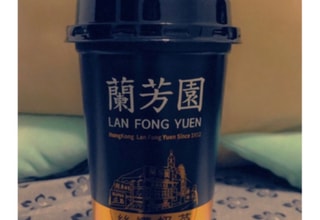 蘭芳園
LAN FONG YUEN
Hongkong Lan Fong Yuen Since 1952